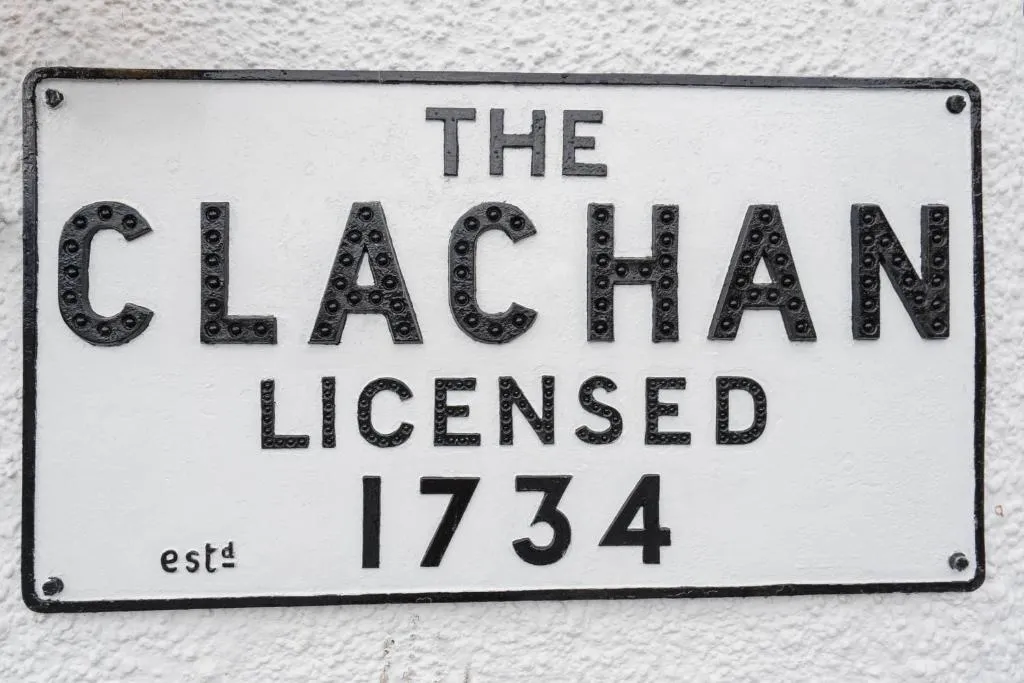 THE
CLACHAN
LICENSED
1734
estd